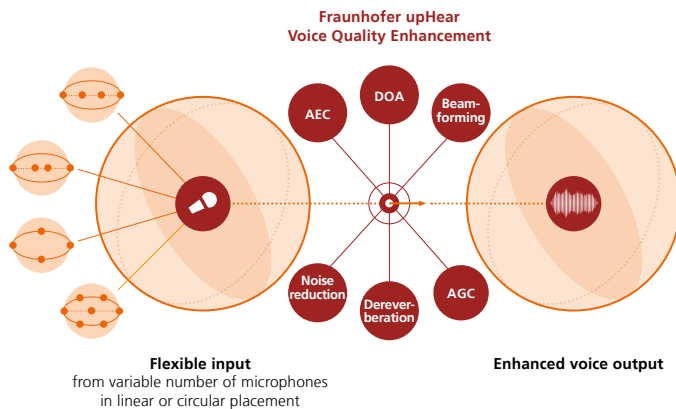 Fraunhofer upHear
Voice Quality Enhancement
AEC
DOA
Beam-
forming
Noise
reduction
Derever-
beration
AGC
Flexible input
from variable number of microphones
in linear or circular placement
Enhanced voice output